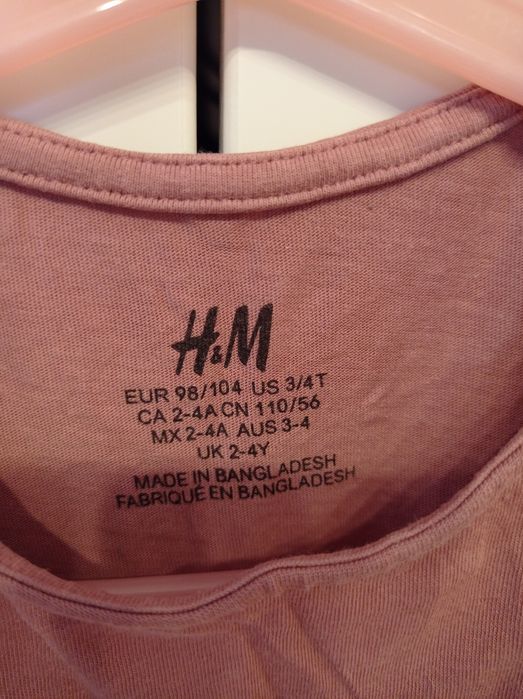 H&M
EUR 98/104 US 3/4T
CA 2-4A CN 110/56
MX 2-4A AUS 3-4
UK 2-4Y
MADE IN BANGLADESH
FABRIQUÉ EN BANGLADESH